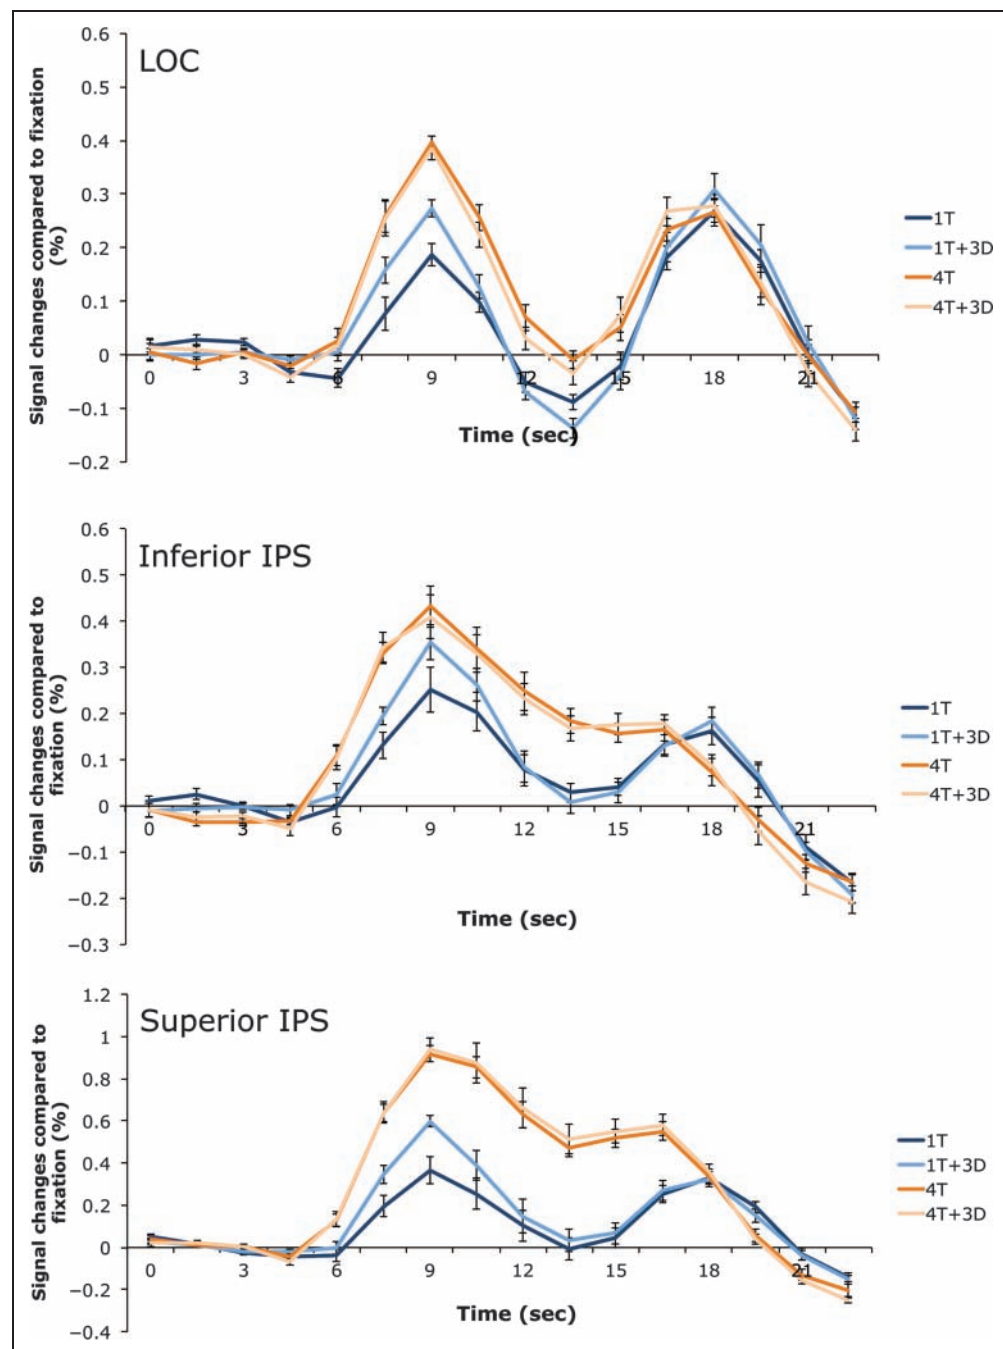 LOC
Signal changes compared to fixation
(%)
0.6
0.5
0.4
0.3
0.2
0.1
0
−0.1
−0.2
0
3
6
9
12
15
18
21
Time (sec)
1T
1T+3D
4T
4T+3D
Inferior IPS
Signal changes compared to
fixation (%)
0.6
0.5
0.4
0.3
0.2
0.1
0
−0.1
−0.2
−0.3
0
3
6
9
12
15
18
21
Time (sec)
1T
1T+3D
4T
4T+3D
Superior IPS
Signal changes compared to
fixation (%)
1.2
1
0.8
0.6
0.4
0.2
0
−0.2
−0.4
0
3
6
9
12
15
18
21
Time (sec)
1T
1T+3D
4T
4T+3D